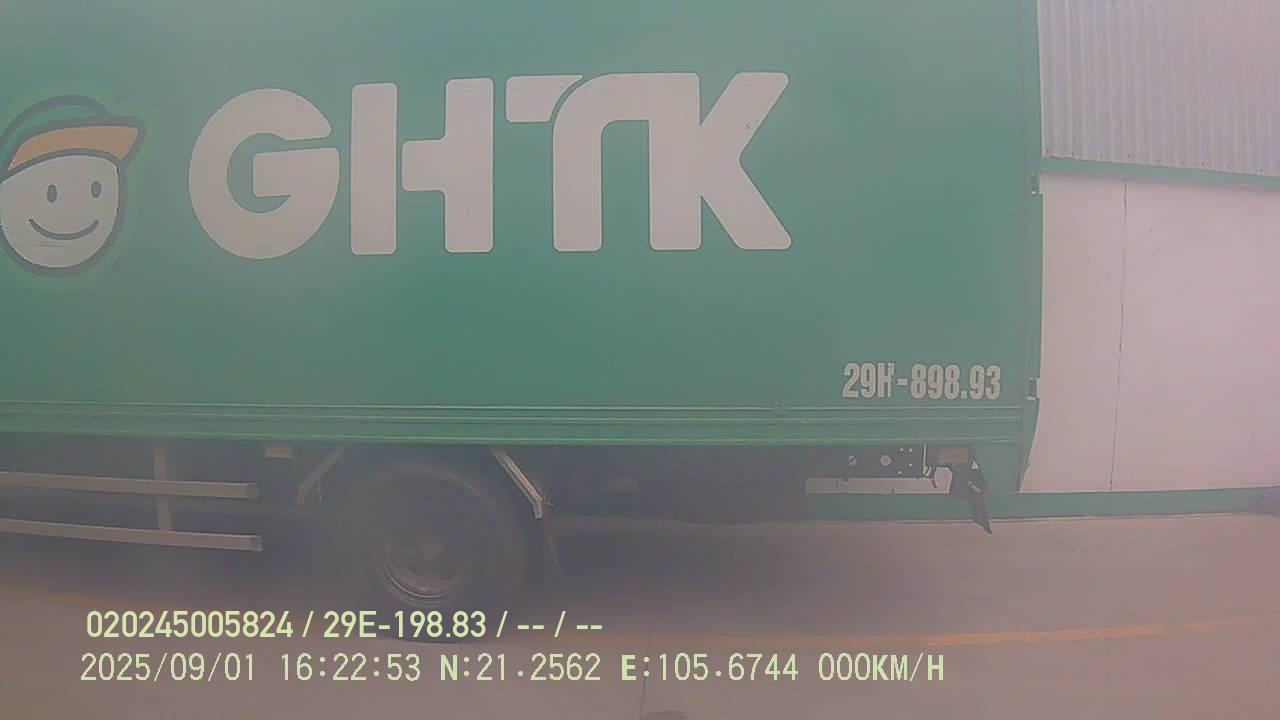 GHTK
29H-898.93
020245005824 / 29E-198.83 / -- / --
2025/09/01 16:22:53 N:21.2562 E:105.6744 000KM/H